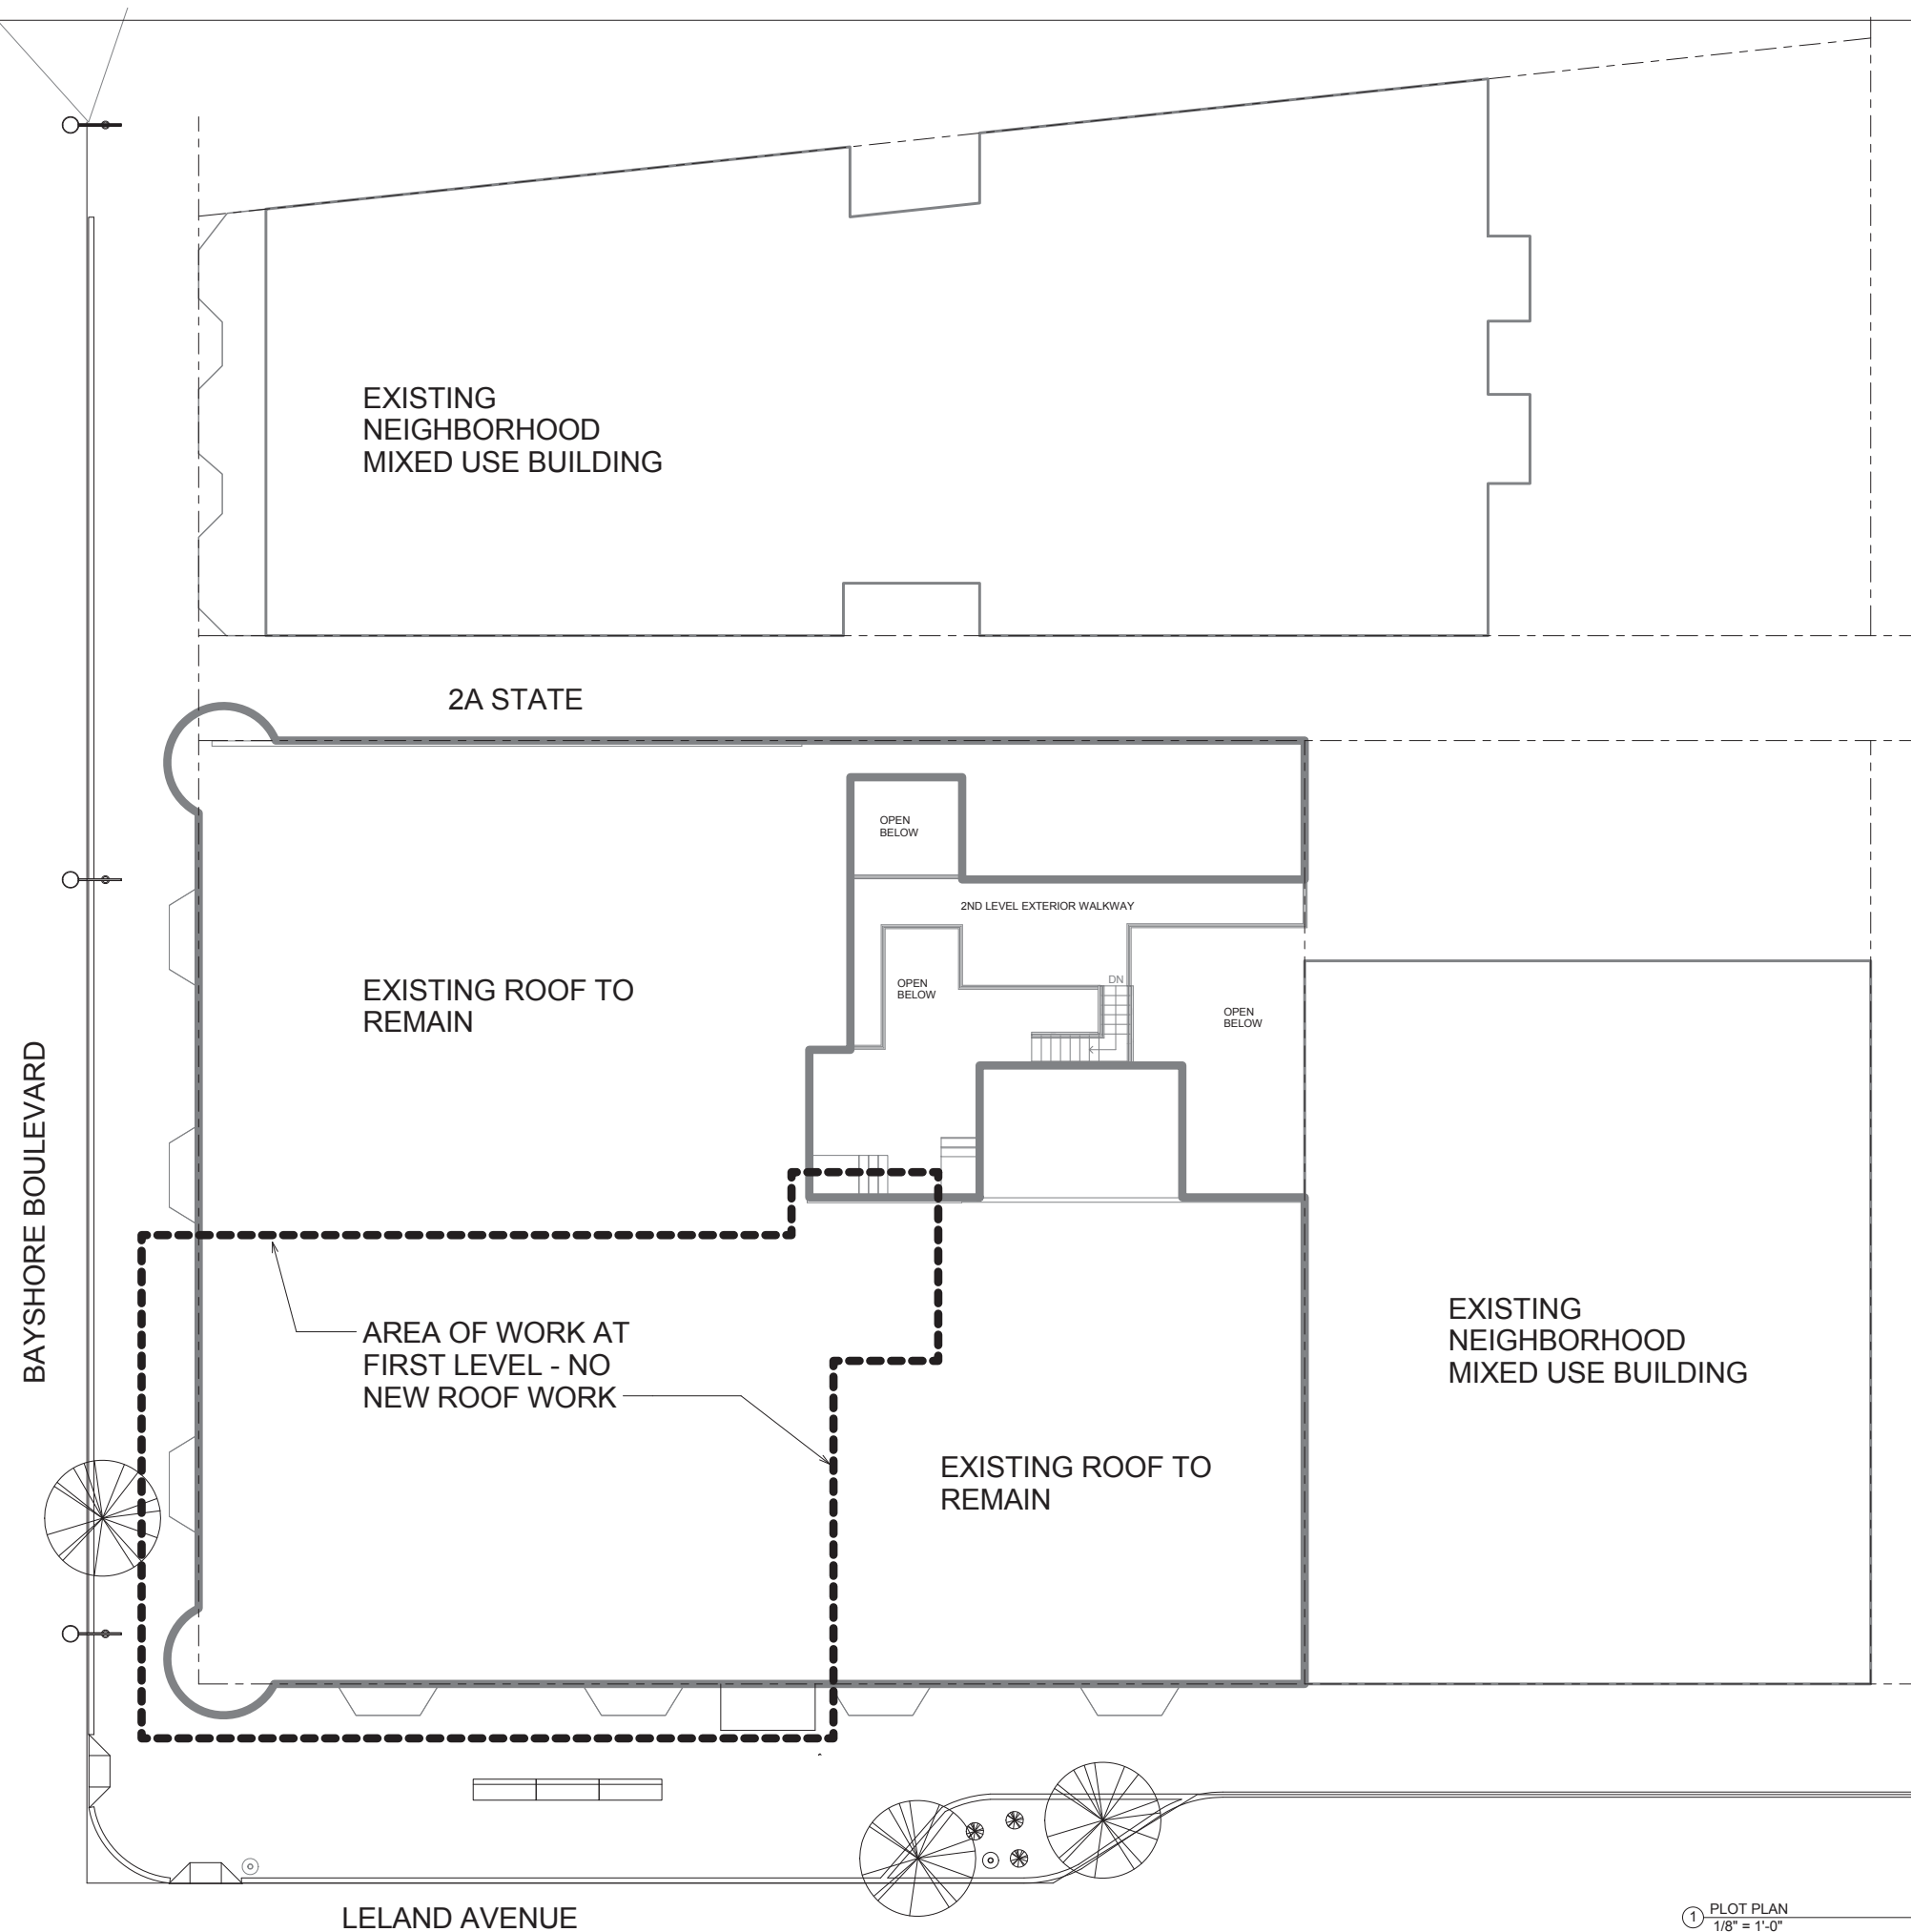 EXISTING
NEIGHBORHOOD
MIXED USE BUILDING
2A STATE
OPEN
BELOW
2ND LEVEL EXTERIOR WALKWAY
EXISTING ROOF TO
REMAIN
OPEN
BELOW
DN
OPEN
BELOW
BAYSHORE BOULEVARD
AREA OF WORK AT
FIRST LEVEL - NO
NEW ROOF WORK
EXISTING
NEIGHBORHOOD
MIXED USE BUILDING
EXISTING ROOF TO
REMAIN
LELAND AVENUE
1 PLOT PLAN
1/8" = 1'-0"